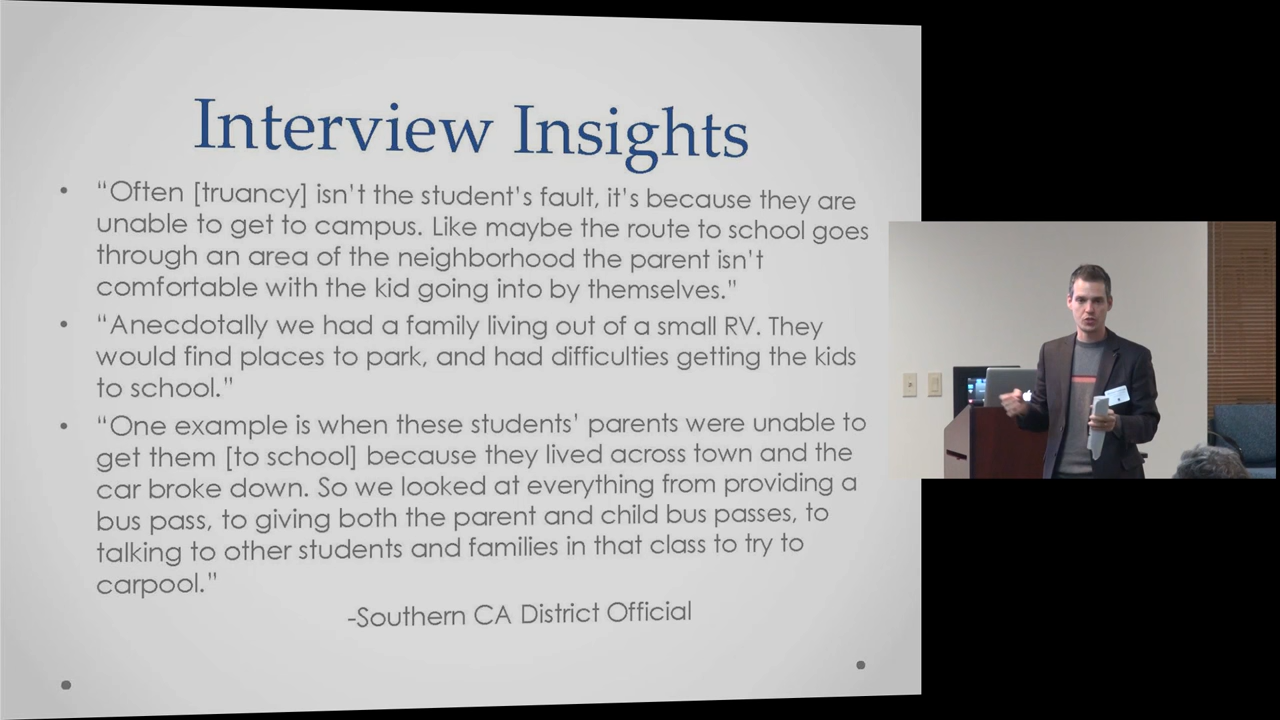 Interview Insights
• “Often [truancy] isn't the student's fault, it's because they are
unable to get to campus. Like maybe the route to school goes
through an area of the neighborhood the parent isn't
comfortable with the kid going into by themselves."
• “Anecdotally we had a family living out of a small RV. They
would find places to park, and had difficulties getting the kids
to school."
• “One example is when these students' parents were unable to
get them [to school] because they lived across town and the
car broke down. So we looked at everything from providing a
bus pass, to giving both the parent and child bus passes, to
talking to other students and families in that class to try to
carpool."
-Southern CA District Official